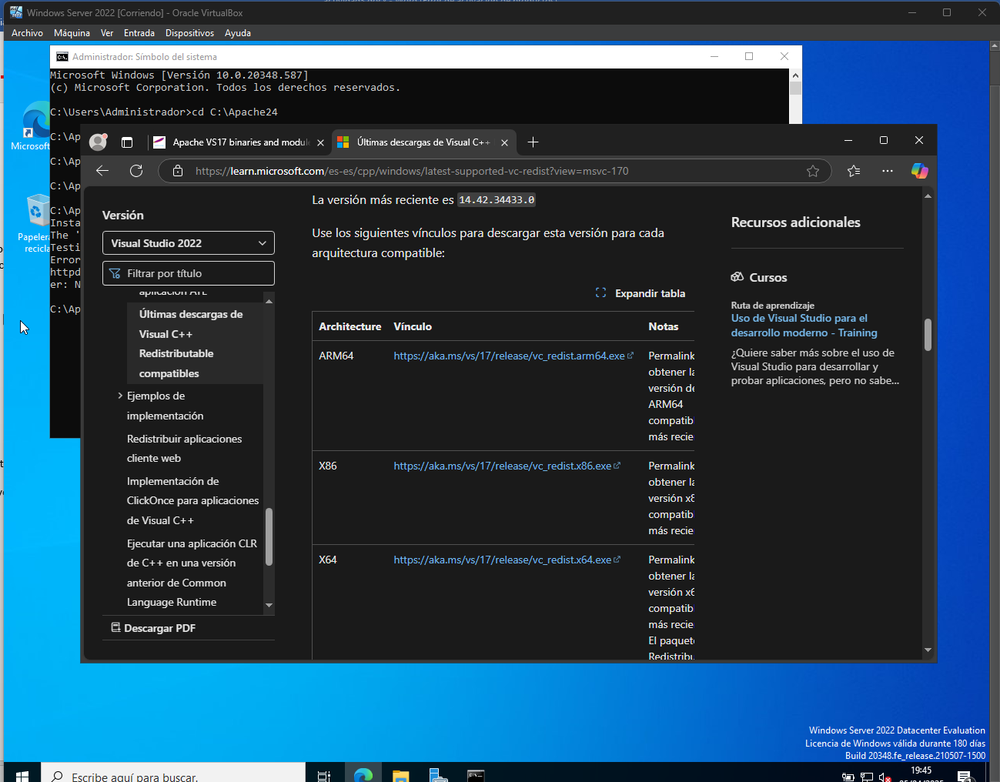 Windows Server 2022 [Corriendo] - Oracle VirtualBox
Archivo Máquina Ver Entrada Dispositivos Ayuda
Administrador: Símbolo del sistema
Microsoft Windows [Versión 10.0.20348.587]
(c) Microsoft Corporation. Todos los derechos reservados.
C:\Users\Administrador>cd C:\Apache24
C:\Ap
C:\Ap
C:\Ap
C:\Ap
Insta
The '
Testi
Error
httpd
er: N
C:\Ap
Microsoft
Papelera
recicla
Apache VS17 binaries and module
Últimas descargas de Visual C++
https://learn.microsoft.com/es-es/cpp/windows/latest-supported-vc-redist?view=msvc-170
Versión
Visual Studio 2022
Filtrar por título
aplicación ATL
Últimas descargas de
Visual C++
Redistributable
compatibles
Ejemplos de
implementación
Redistribuir aplicaciones
cliente web
Implementación de
ClickOnce para aplicaciones
de Visual C++
Ejecutar una aplicación CLR
de C++ en una versión
anterior de Common
Language Runtime
Descargar PDF
La versión más reciente es 14.42.34433.0
Use los siguientes vínculos para descargar esta versión para cada
arquitectura compatible:
Expandir tabla
Architecture Vínculo Notas
ARM64 https://aka.ms/vs/17/release/vc_redist.arm64.exe Permalink
obtener la
versión de
ARM64
compatib
más recie
X86 https://aka.ms/vs/17/release/vc_redist.x86.exe Permalink
obtener la
versión x8
compatib
más recie
X64 https://aka.ms/vs/17/release/vc_redist.x64.exe Permalink
obtener la
versión x6
compatib
más recie
El paquete
Redistribu
Recursos adicionales
Cursos
Ruta de aprendizaje
Uso de Visual Studio para el
desarrollo moderno - Training
¿Quiere saber más sobre el uso de
Visual Studio para desarrollar y
probar aplicaciones, pero no sabe...
Windows Server 2022 Datacenter Evaluation
Licencia de Windows válida durante 180 días
Build 20348.fe_release.210507-1500
Escribe aquí para buscar.
19:45